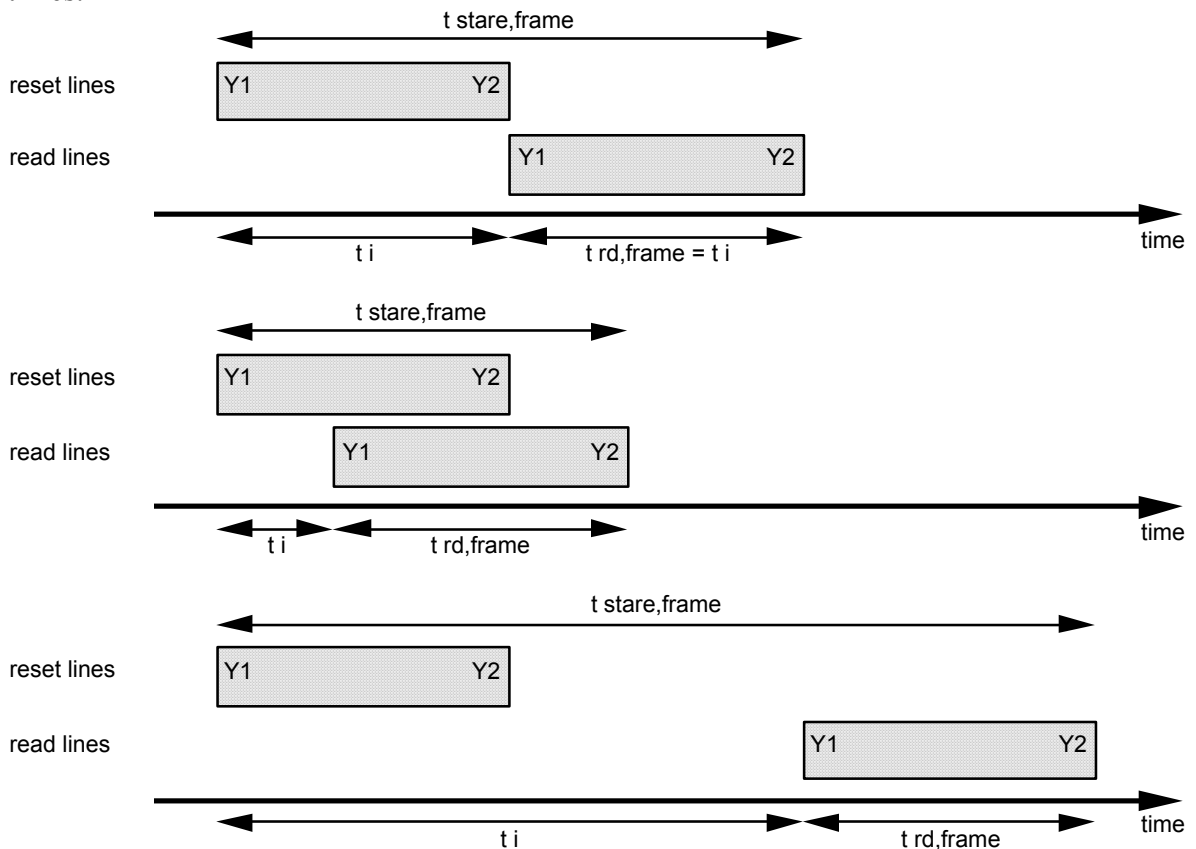 t stare,frame
reset lines Y1 Y2
read lines Y1 Y2
t i t rd,frame = t i time
t stare,frame
reset lines Y1 Y2
read lines Y1 Y2
t i t rd,frame time
t stare,frame
reset lines Y1 Y2
read lines Y1 Y2
t i t rd,frame time